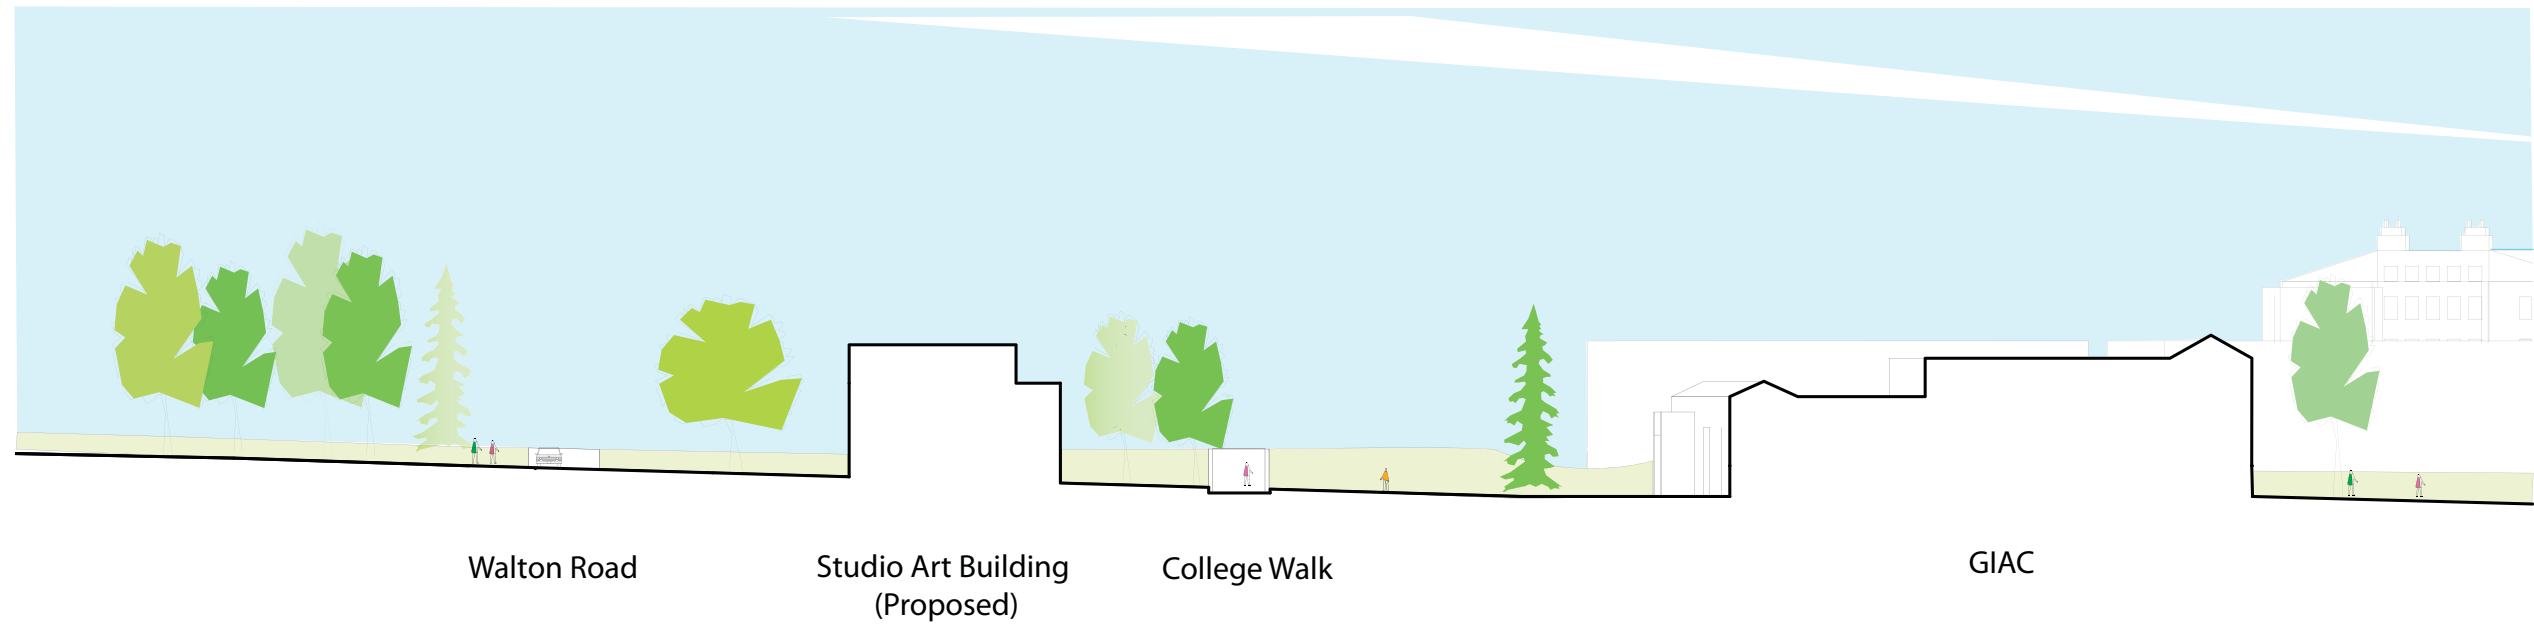 Walton Road
Studio Art Building
(Proposed)
College Walk
GIAC